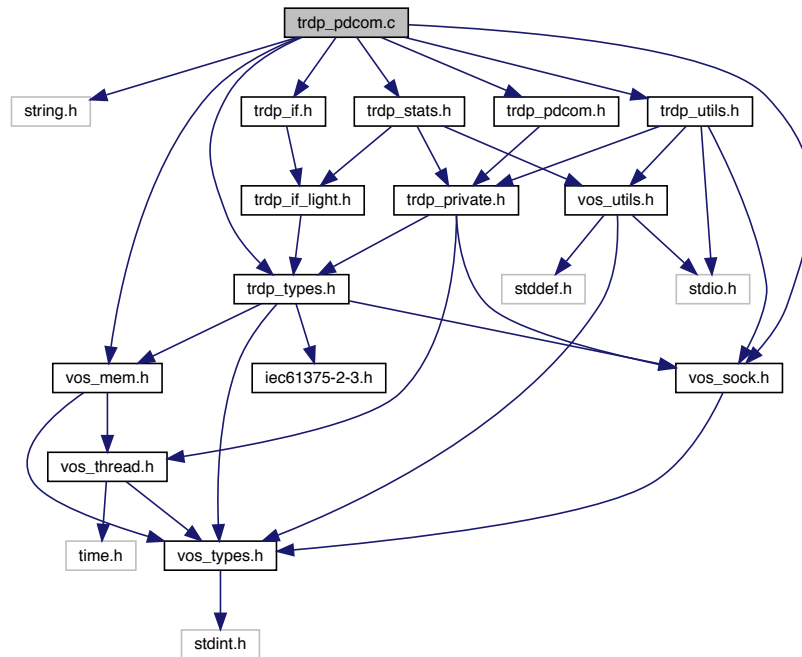 trdp_pdcom.c
string.h
trdp_if.h
trdp_stats.h
trdp_pdcom.h
trdp_utils.h
trdp_if_light.h
trdp_private.h
vos_utils.h
trdp_types.h
stddef.h
stdio.h
vos_mem.h
iec61375-2-3.h
vos_sock.h
vos_thread.h
time.h
vos_types.h
stdint.h